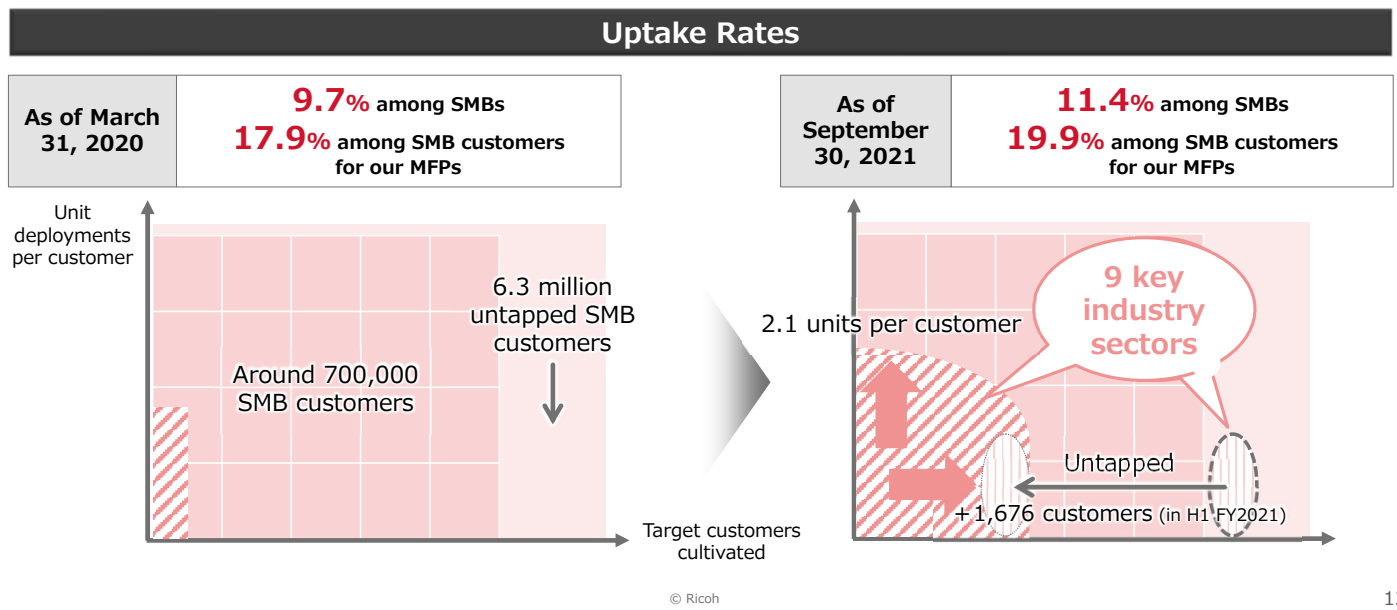 Uptake Rates
As of March
31, 2020
9.7% among SMBs
17.9% among SMB customers
for our MFPs
As of
September
30, 2021
11.4% among SMBs
19.9% among SMB customers
for our MFPs
Unit
deployments
per customer
6.3 million
untapped SMB
customers
Around 700,000
SMB customers
Target customers
cultivated
2.1 units per customer
9 key
industry
sectors
Untapped
+1,676 customers (in H1 FY2021)
© Ricoh